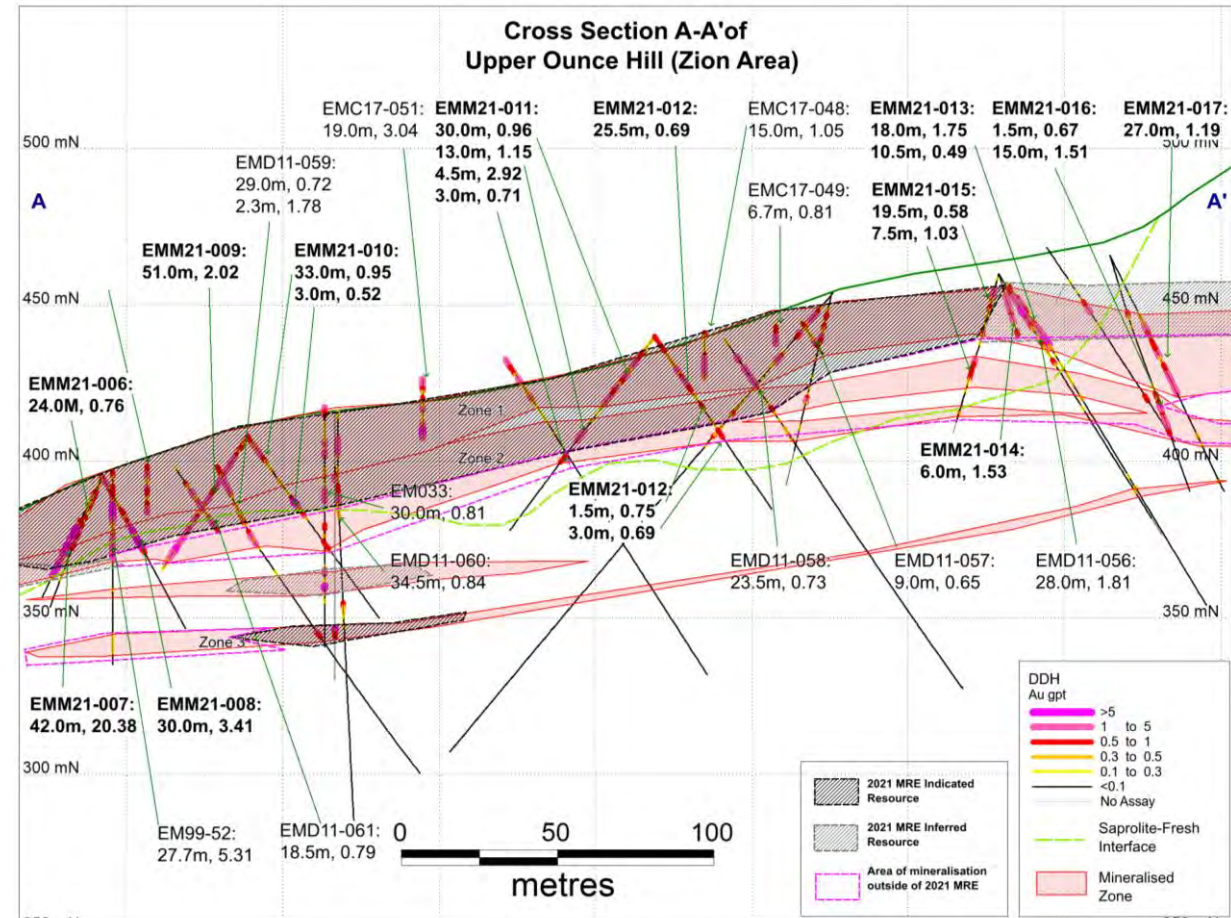 Cross Section A-A'of
Upper Ounce Hill (Zion Area)
EMC17-051:
19.0m, 3.04
EMM21-011:
30.0m, 0.96
13.0m, 1.15
4.5m, 2.92
3.0m, 0.71
EMM21-012:
25.5m, 0.69
EMC17-048:
15.0m, 1.05
EMM21-013:
18.0m, 1.75
10.5m, 0.49
EMM21-016:
1.5m, 0.67
15.0m, 1.51
EMM21-017:
27.0m, 1.19
500 mN
500 mN
EMD11-059:
29.0m, 0.72
2.3m, 1.78
EMC17-049:
6.7m, 0.81
EMM21-015:
19.5m, 0.58
7.5m, 1.03
A
A'
EMM21-009:
51.0m, 2.02
EMM21-010:
33.0m, 0.95
3.0m, 0.52
450 mN
450 mN
EMM21-006:
24.0M, 0.76
Zone 1
Zone 2
400 mN
400 mN
EMM21-014:
6.0m, 1.53
EM033:
30.0m, 0.81
EMM21-012:
1.5m, 0.75
3.0m, 0.69
EMD11-060:
34.5m, 0.84
EMD11-058:
23.5m, 0.73
EMD11-057:
9.0m, 0.65
EMD11-056:
28.0m, 1.81
350 mN
350 mN
Zone 3
EMM21-007:
42.0m, 20.38
EMM21-008:
30.0m, 3.41
300 mN
EM99-52:
27.7m, 5.31
EMD11-061:
18.5m, 0.79
0 50 100
metres
2021 MRE Indicated
Resource
2021 MRE Inferred
Resource
Area of mineralisation
outside of 2021 MRE
DDH
Au gpt
>5
1 to 5
0.5 to 1
0.3 to 0.5
0.1 to 0.3
<0.1
No Assay
Saprolite-Fresh
Interface
Mineralised
Zone